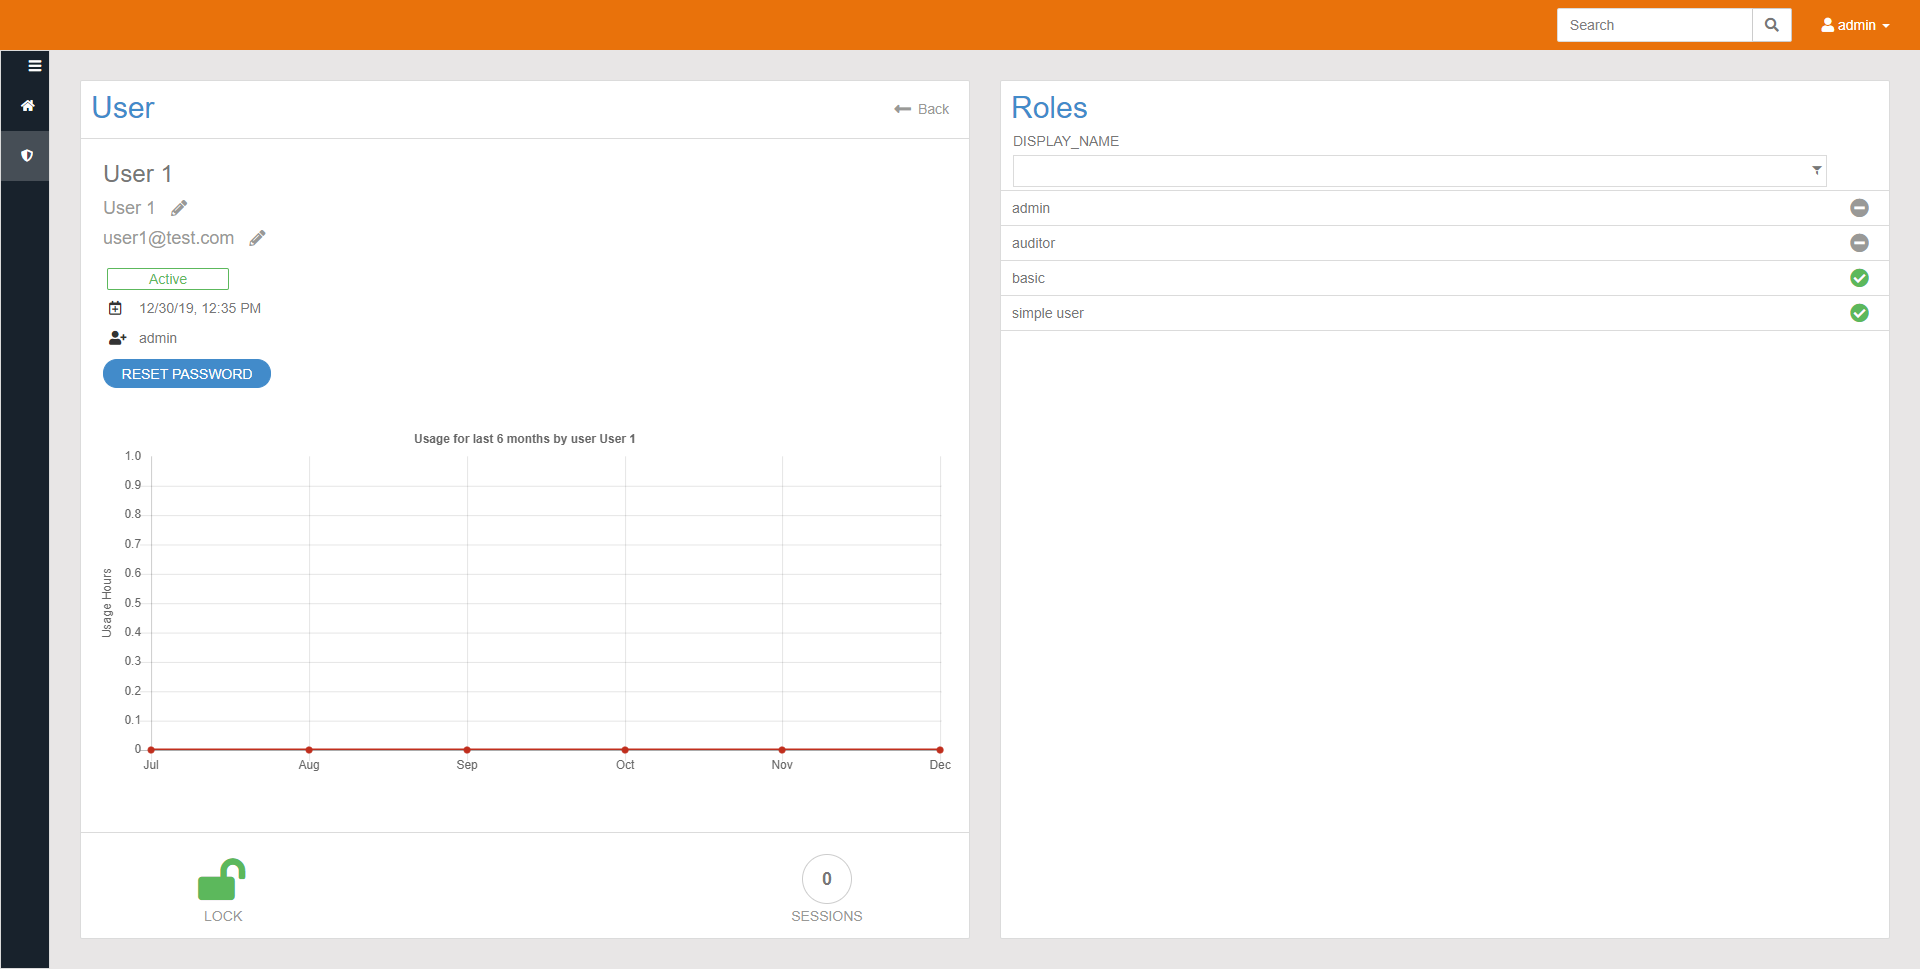 Search
admin
User
Back
User 1
User 1
user1@test.com
Active
12/30/19, 12:35 PM
admin
RESET PASSWORD
Usage for last 6 months by user User 1
Usage Hours
1.0
0.9
0.8
0.7
0.6
0.5
0.4
0.3
0.2
0.1
0
Jul Aug Sep Oct Nov Dec
LOCK
0
SESSIONS
Roles
DISPLAY_NAME
admin
auditor
basic
simple user